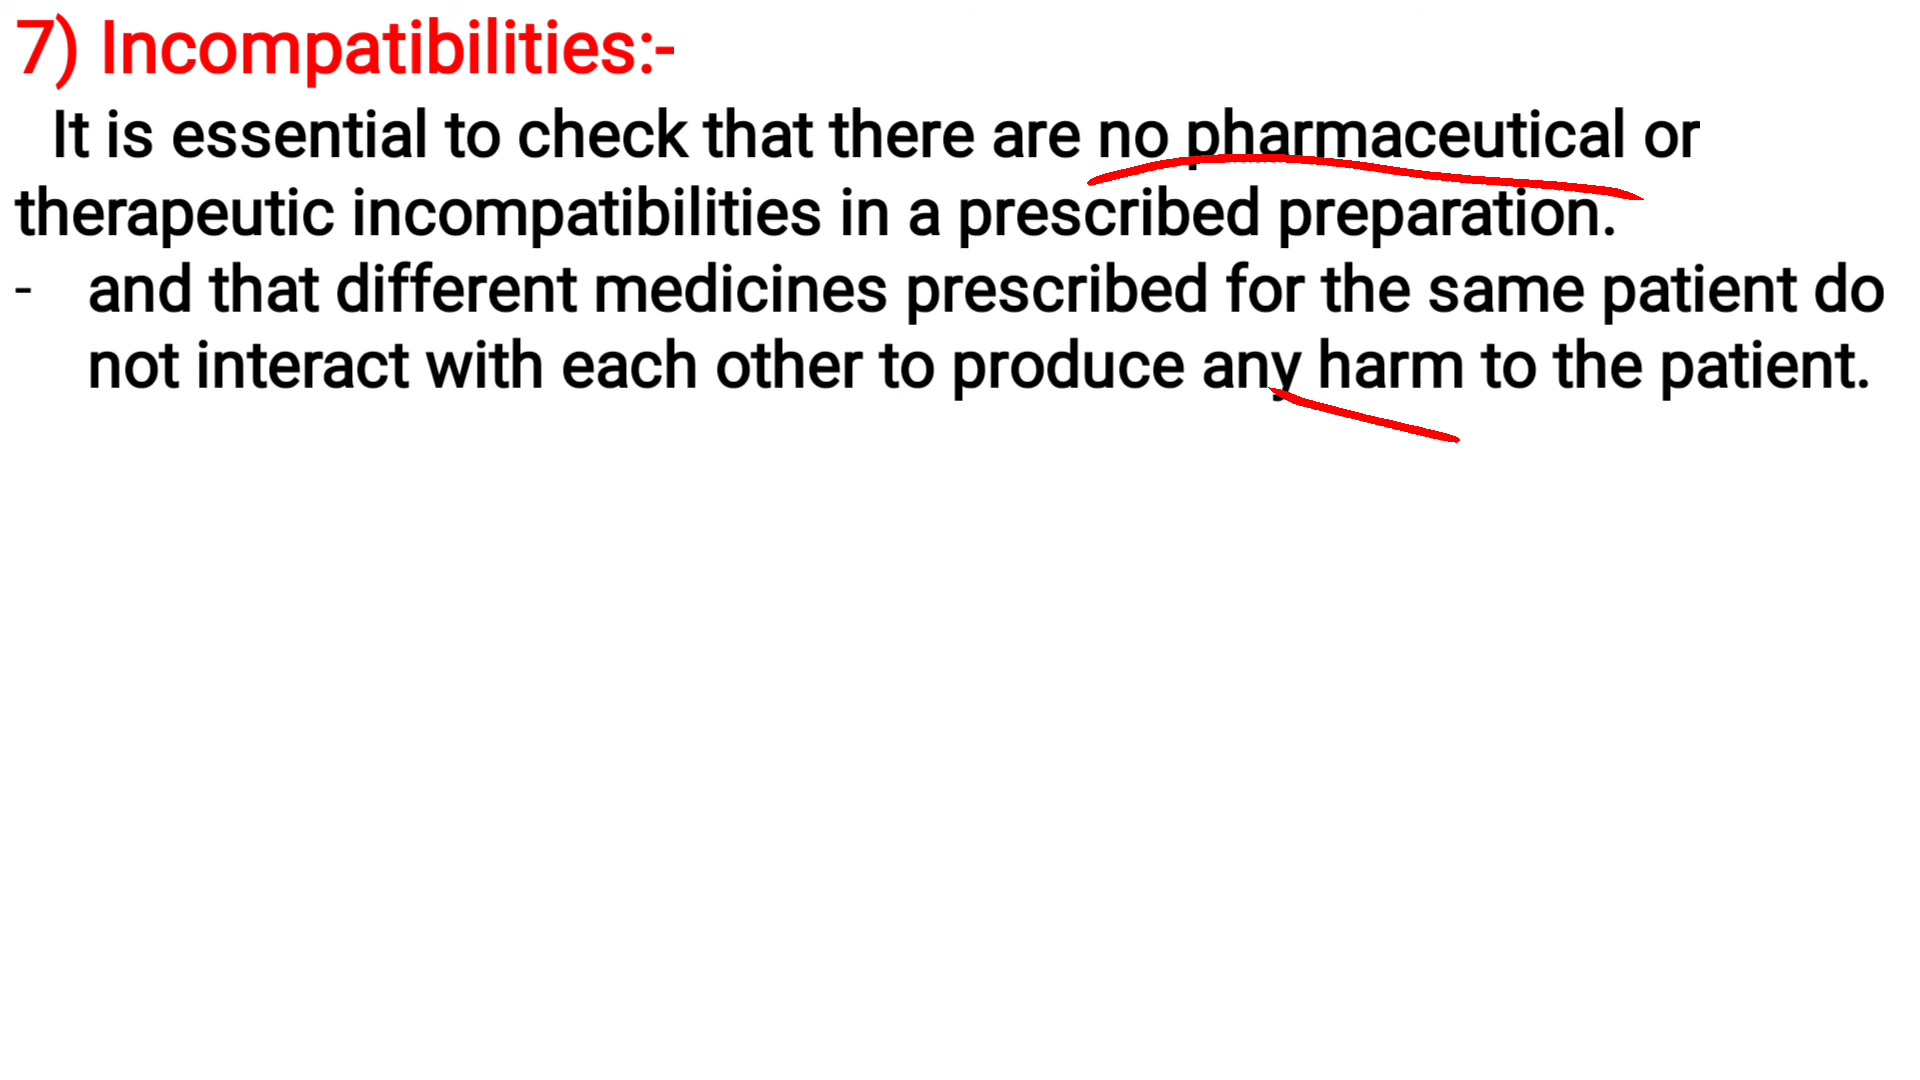 7) Incompatibilities:-
It is essential to check that there are no pharmaceutical or
therapeutic incompatibilities in a prescribed preparation.
- and that different medicines prescribed for the same patient do
not interact with each other to produce any harm to the patient.